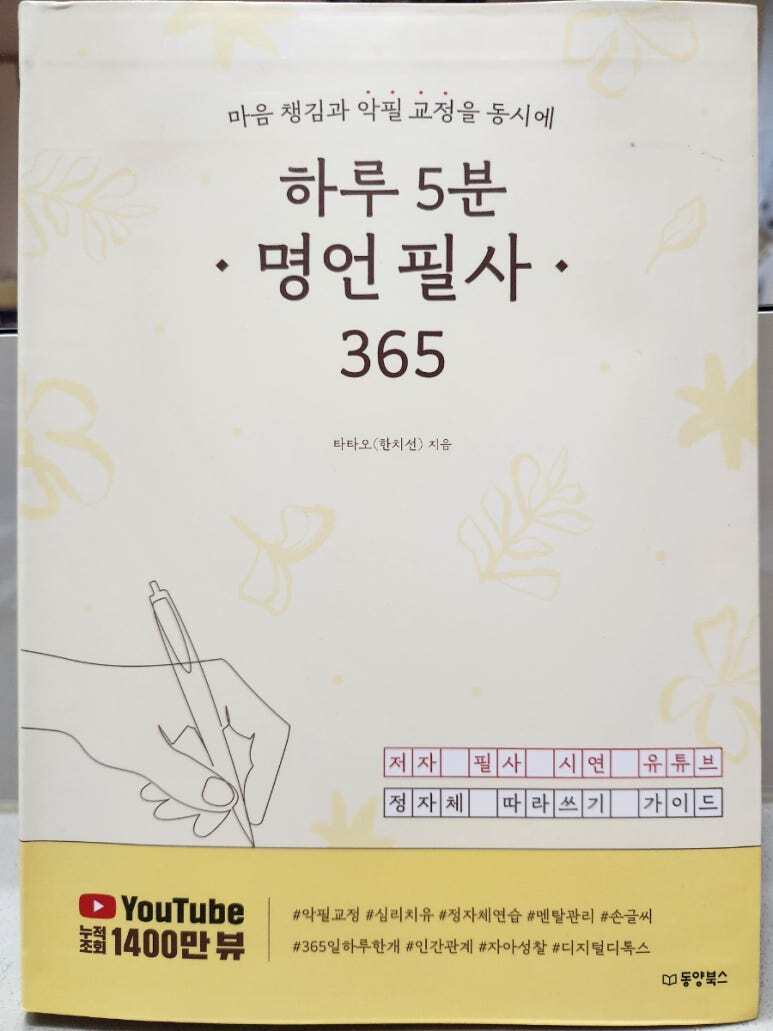 마음 챙김과 악필 교정을 동시에
하루 5분
명언 필사
365
타타오(한치선) 지음
저자 필사 시연 유튜브
정자체 따라쓰기 가이드
YouTube
누적조회 1400만 뷰
#악필교정 #심리치유 #정자체연습 #멘탈관리 #손글씨
#365일하루한개 #인간관계 #자아성찰 #디지털디톡스
동양북스